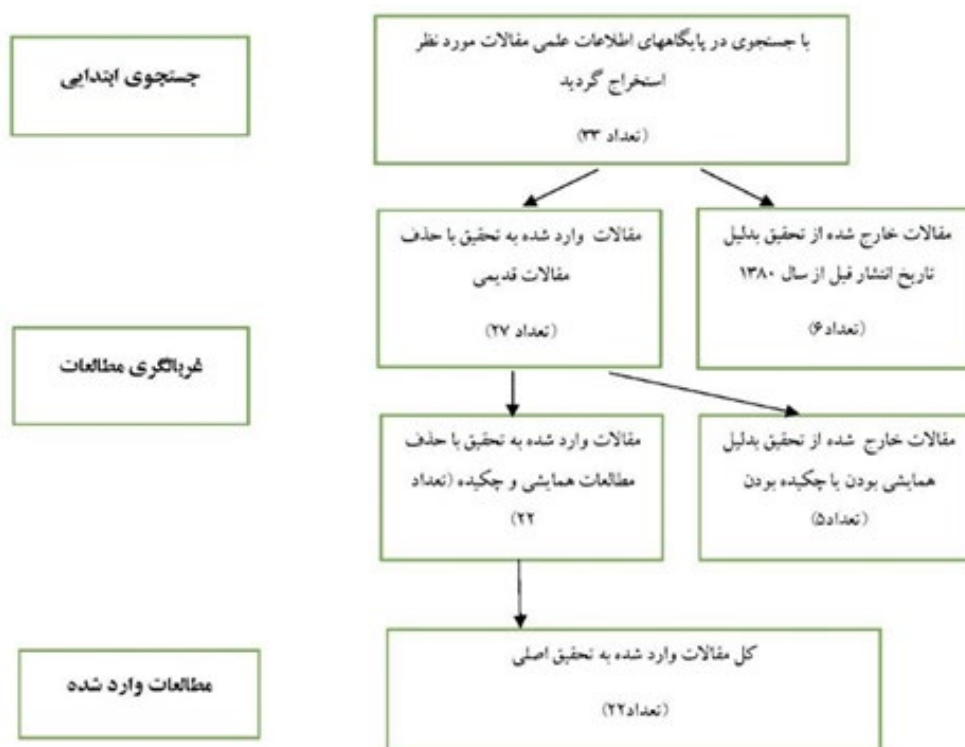 جستجوی ابتدایی
با جستجوی در پایگاههای اطلاعات علمی مقالات مورد نظر
استخراج گردید
(تعداد ۳۳)
مقالات خارج شده از تحقیق بدلیل
تاریخ انتشار قبل از سال ۱۳۸۰
(تعداد۶)
مقالات وارد شده به تحقیق با حذف
مقالات قدیمی
(تعداد ۲۷)
غربالگری مطالعات
مقالات خارج شده از تحقیق بدلیل
همایشی بودن یا چکیده بودن
(تعداد۵)
مقالات وارد شده به تحقیق با حذف
مطالعات همایشی و چکیده (تعداد
۲۲)
مطالعات وارد شده
کل مقالات وارد شده به تحقیق اصلی
(تعداد۲۲)